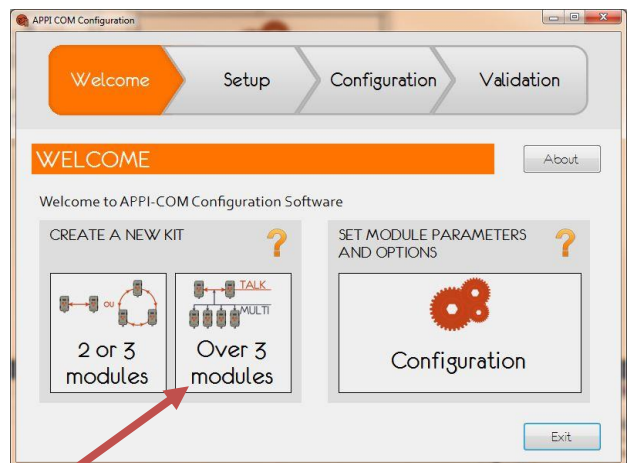 APPI COM Configuration
Welcome Setup Configuration Validation
WELCOME
About
Welcome to APPI-COM Configuration Software
CREATE A NEW KIT ?
SET MODULE PARAMETERS
AND OPTIONS ?
ou
TALK
MULTI
2 or 3
modules
Over 3
modules
Configuration
Exit